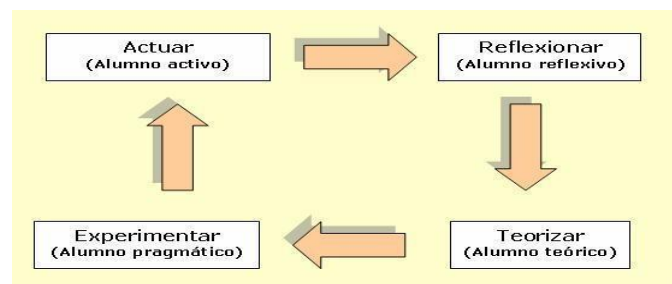 Actuar
(Alumno activo)
Reflexionar
(Alumno reflexivo)
Experimentar
(Alumno pragmático)
Teorizar
(Alumno teórico)